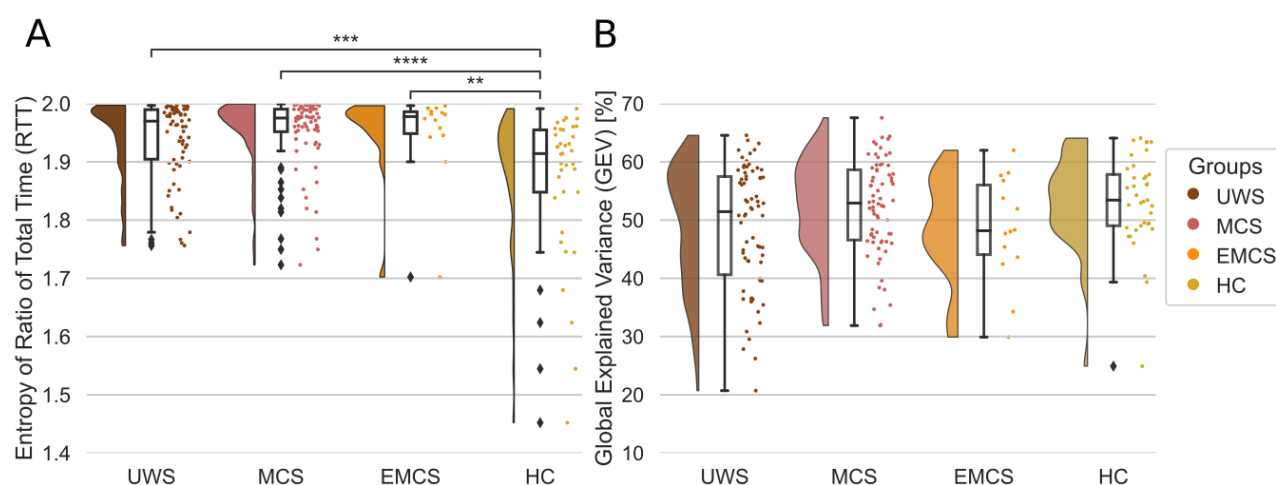 A
B
***
****
**
Entropy of Ratio of Total Time (RTT)
2.0
1.9
1.8
1.7
1.6
1.5
1.4
UWS
MCS
EMCS
HC
Global Explained Variance (GEV) [%]
70
60
50
40
30
20
10
UWS
MCS
EMCS
HC
Groups
UWS
MCS
EMCS
HC